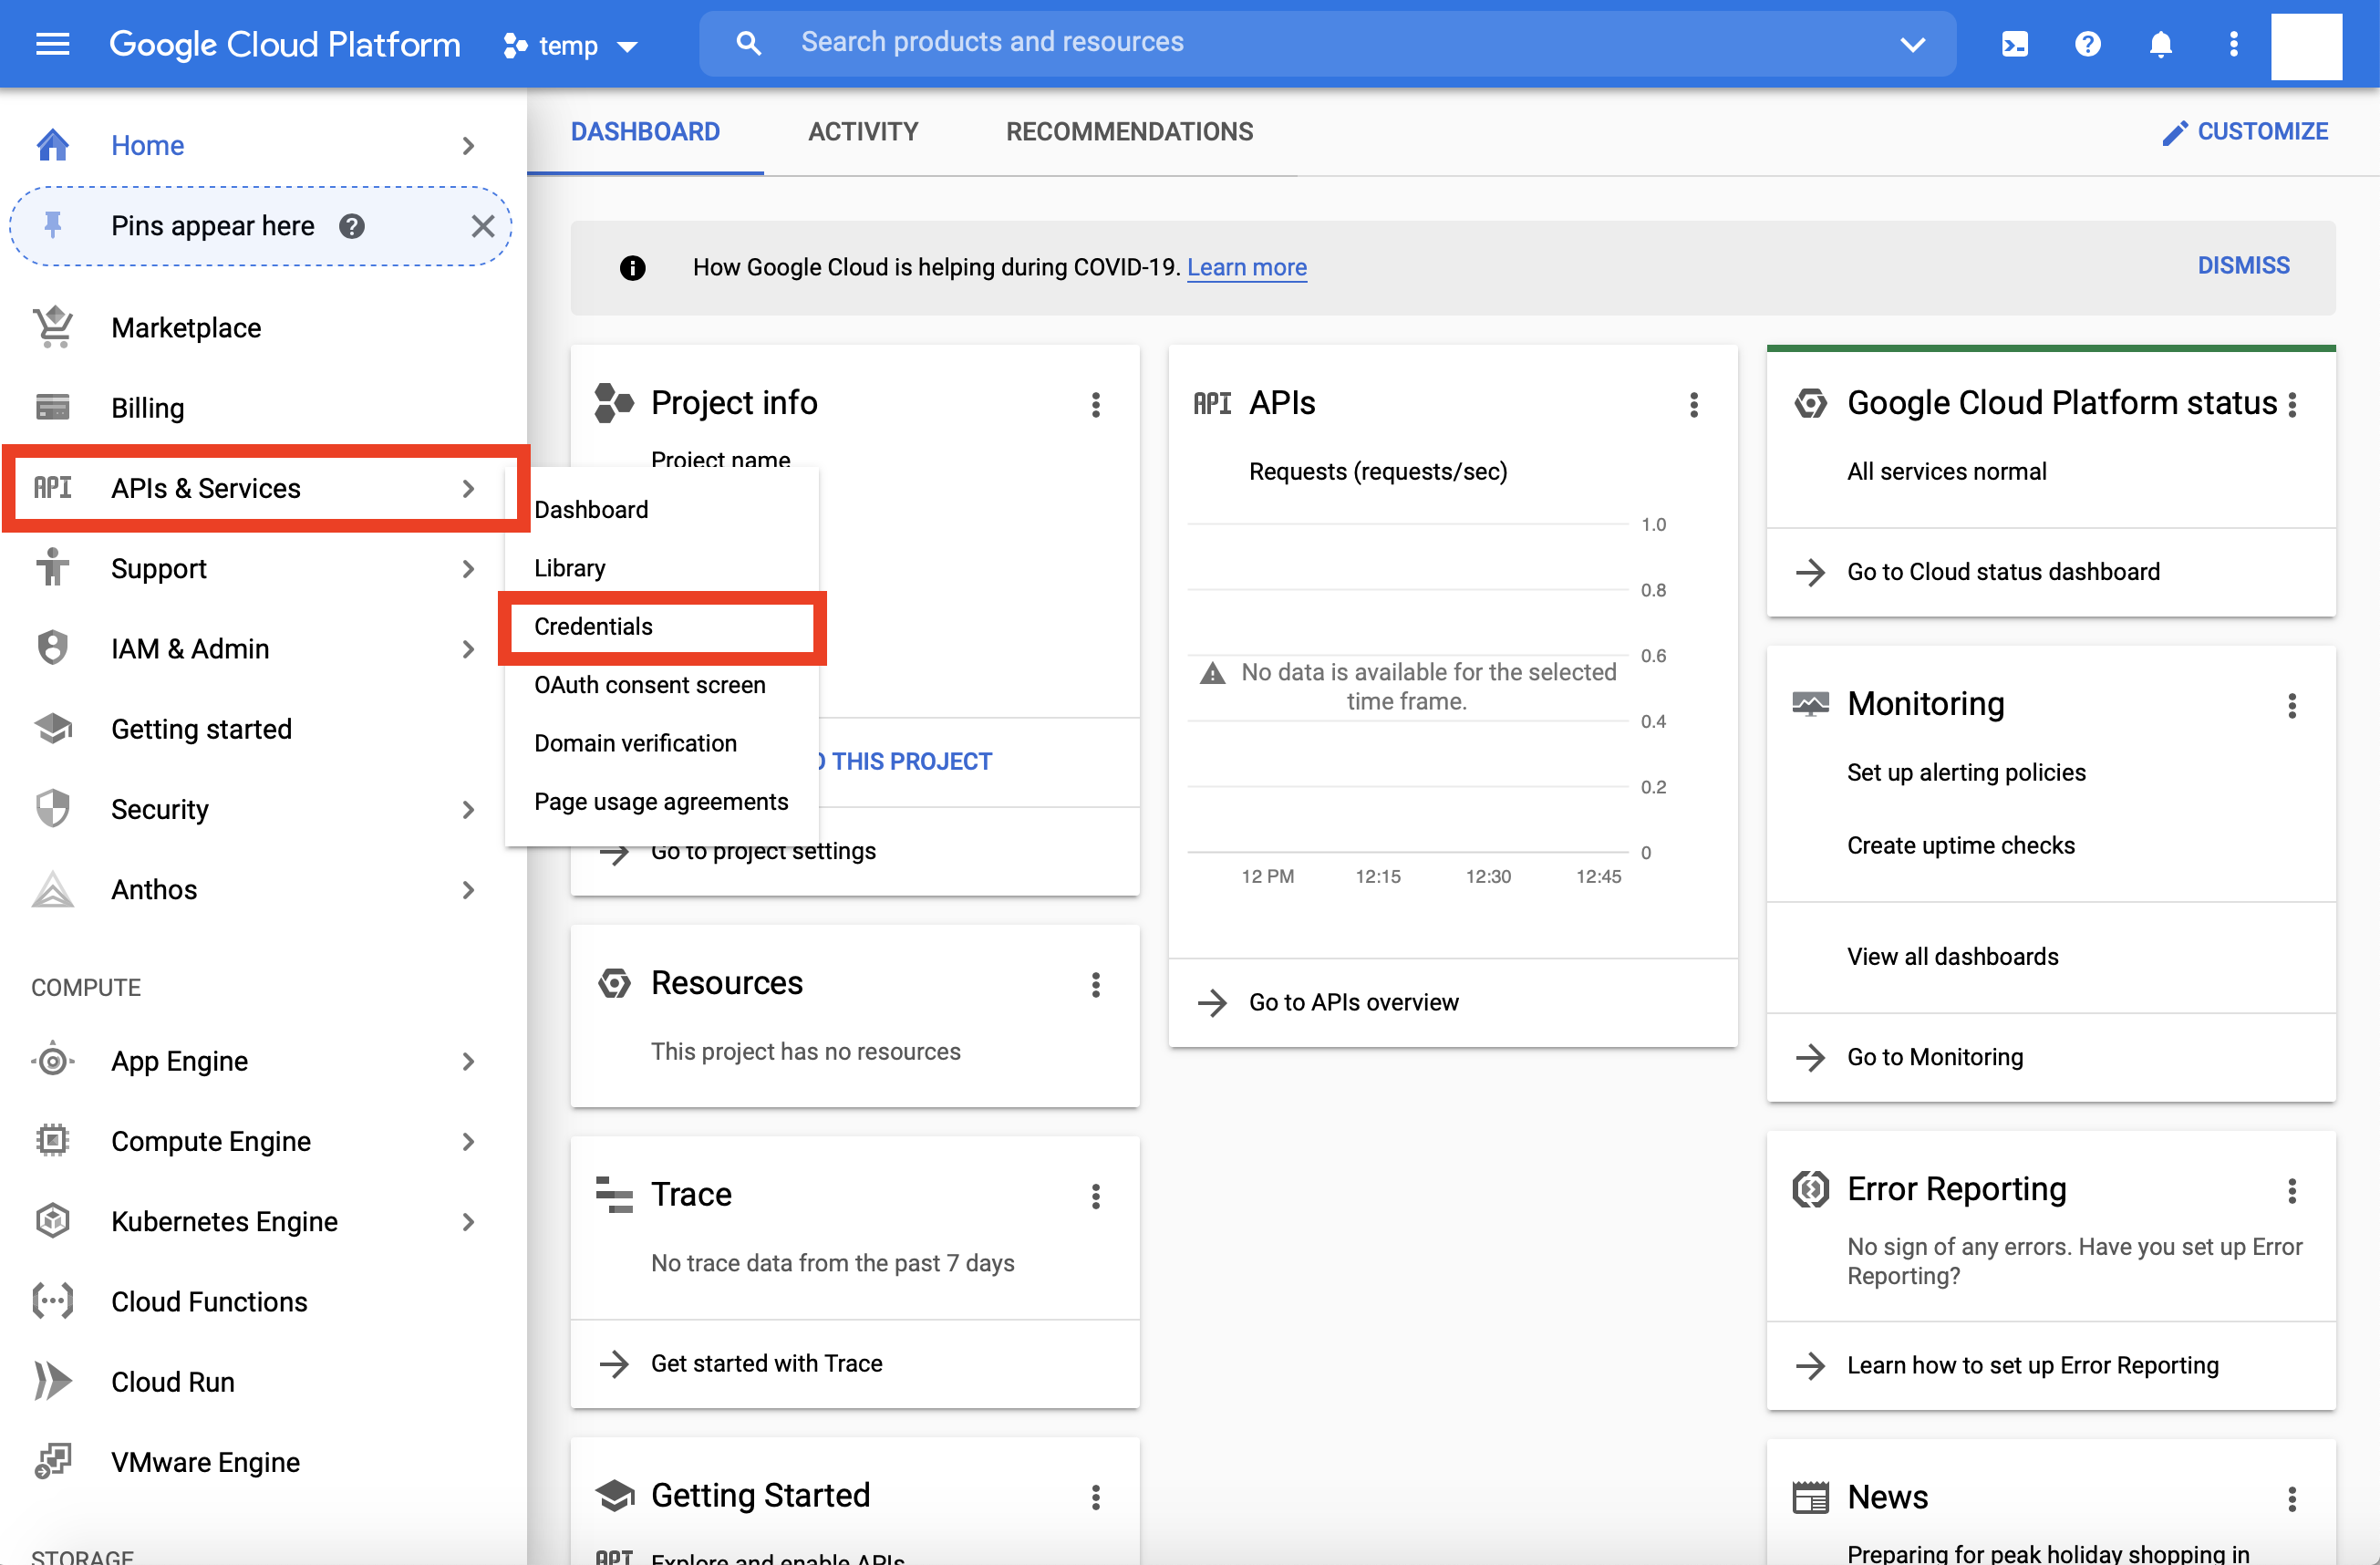 Google Cloud Platform
temp
Search products and resources
Home
Pins appear here
Marketplace
Billing
API
APIs & Services
Support
IAM & Admin
Getting started
Security
Anthos
COMPUTE
App Engine
Compute Engine
Kubernetes Engine
Cloud Functions
Cloud Run
VMware Engine
STORAGE
Dashboard
Library
Credentials
OAuth consent screen
Domain verification
Page usage agreements
DASHBOARD
ACTIVITY
RECOMMENDATIONS
CUSTOMIZE
How Google Cloud is helping during COVID-19. Learn more
DISMISS
Project info
Project name
THIS PROJECT
Go to project settings
Resources
This project has no resources
Trace
No trace data from the past 7 days
Get started with Trace
Getting Started
API
Explore and enable APIs
API
APIs
Requests (requests/sec)
1.0
0.8
0.6
No data is available for the selected
time frame.
0.4
0.2
0
12 PM
12:15
12:30
12:45
Go to APIs overview
Google Cloud Platform status
All services normal
Go to Cloud status dashboard
Monitoring
Set up alerting policies
Create uptime checks
View all dashboards
Go to Monitoring
Error Reporting
No sign of any errors. Have you set up Error
Reporting?
Learn how to set up Error Reporting
News
Preparing for peak holiday shopping in